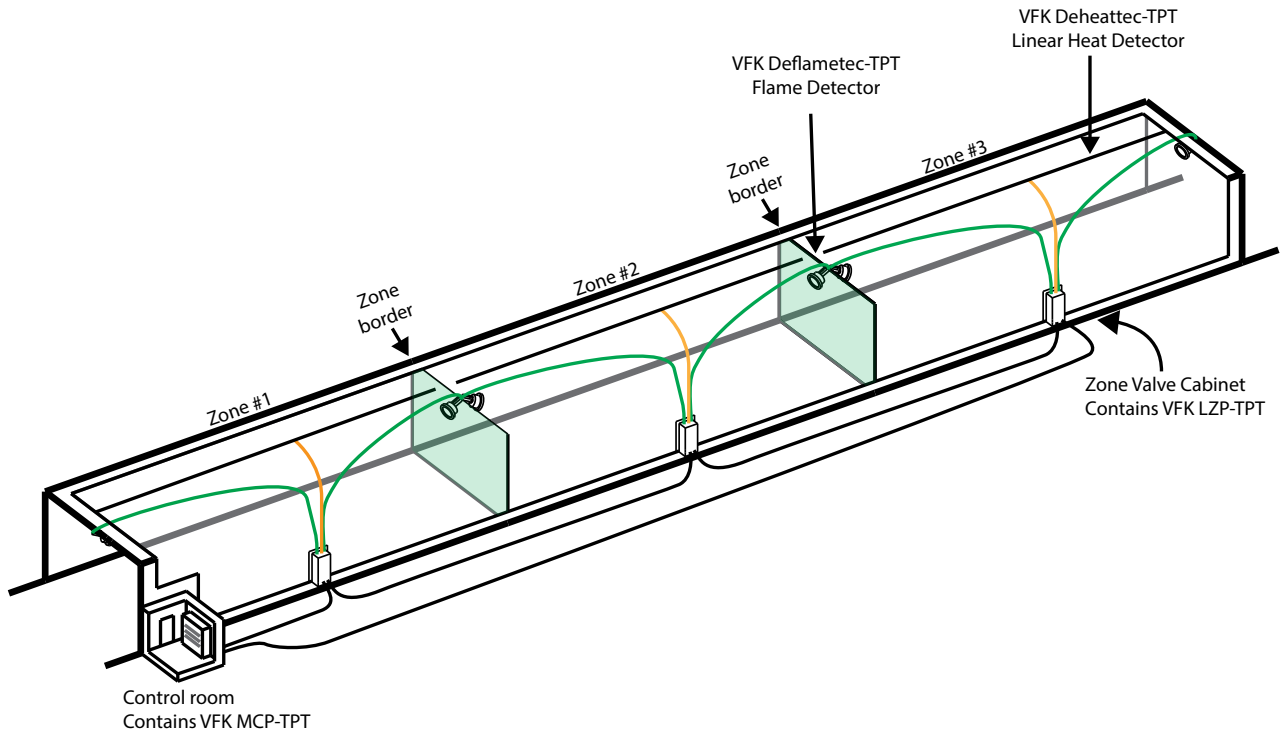 VFK Deheattec-TPT
Linear Heat Detector
VFK Deflametec-TPT
Flame Detector
Zone #3
Zone
border
Zone #2
Zone
border
Zone #1
Zone Valve Cabinet
Contains VFK LZP-TPT
Control room
Contains VFK MCP-TPT